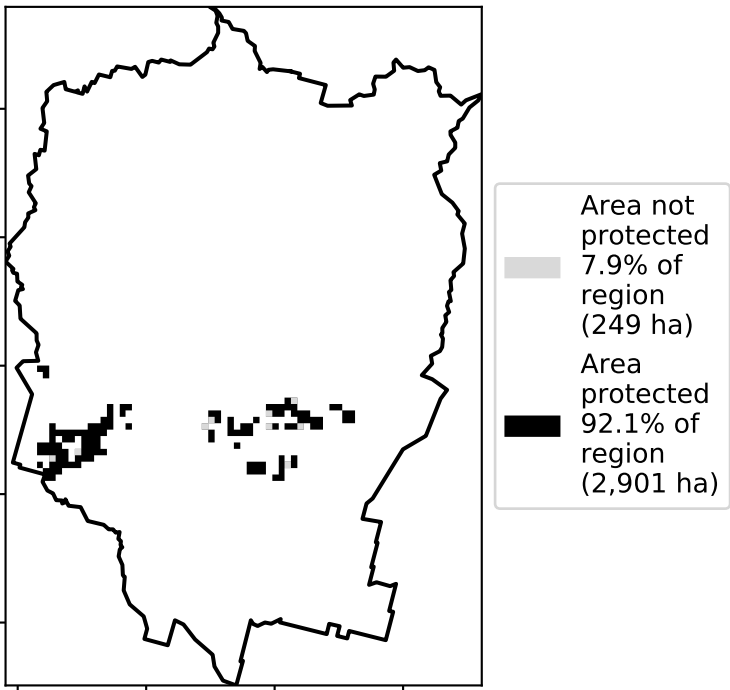 Area not
protected
7.9% of
region
(249 ha)
Area
protected
92.1% of
region
(2,901 ha)